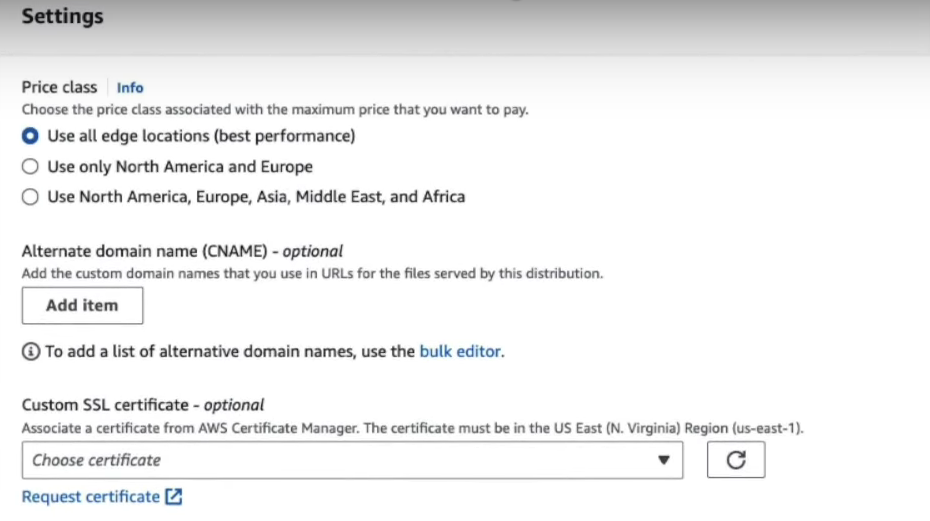 Settings
Price class Info
Choose the price class associated with the maximum price that you want to pay.
Use all edge locations (best performance)
Use only North America and Europe
Use North America, Europe, Asia, Middle East, and Africa
Alternate domain name (CNAME) - optional
Add the custom domain names that you use in URLs for the files served by this distribution.
Add item
To add a list of alternative domain names, use the bulk editor.
Custom SSL certificate - optional
Associate a certificate from AWS Certificate Manager. The certificate must be in the US East (N. Virginia) Region (us-east-1).
Choose certificate
Request certificate